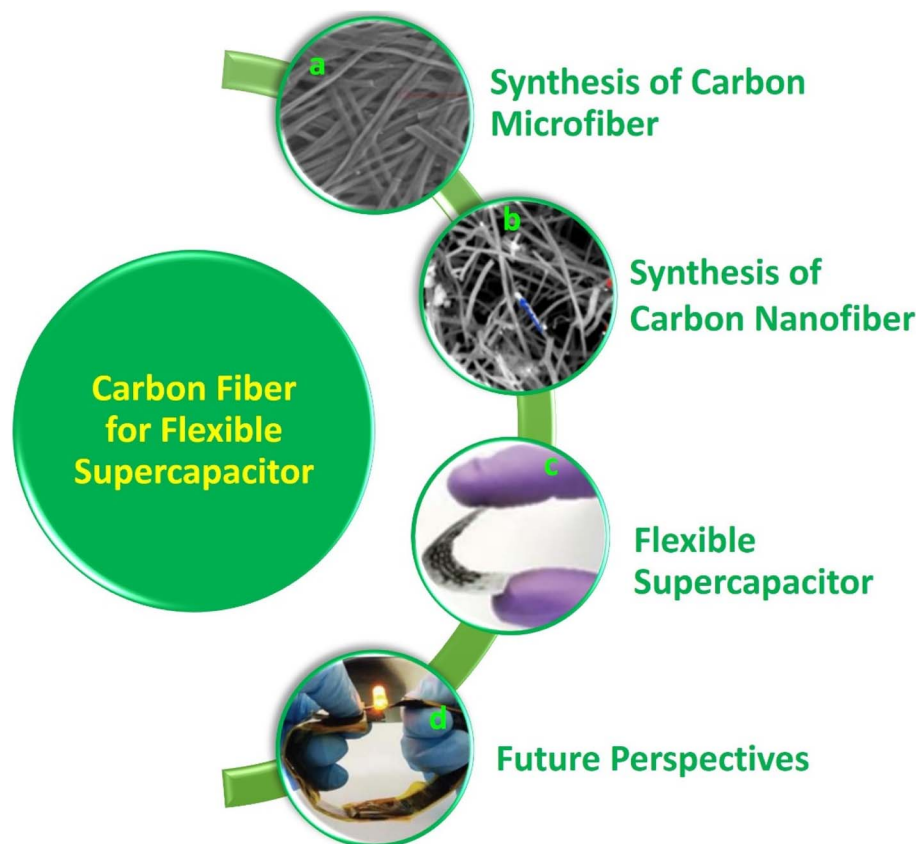 a
Synthesis of Carbon
Microfiber
b
Synthesis of
Carbon Nanofiber
Carbon Fiber
for Flexible
Supercapacitor
c
Flexible
Supercapacitor
d
Future Perspectives